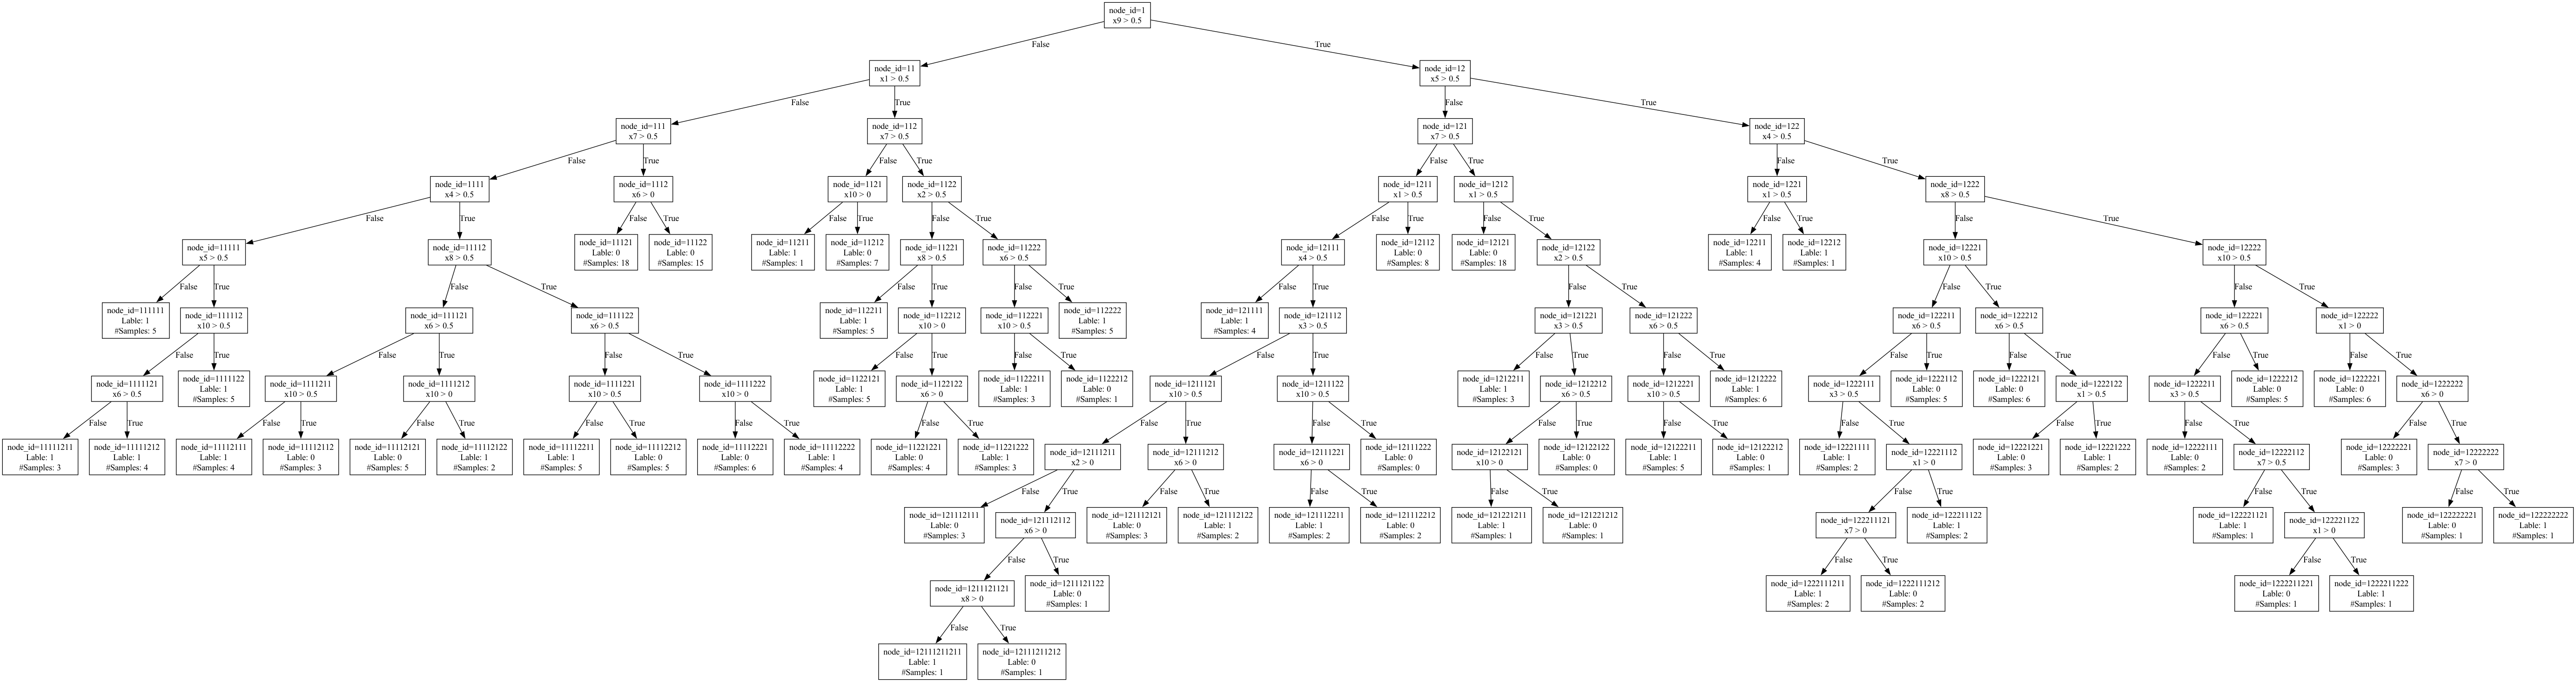 node_id=1
x9 > 0.5
False
True
node_id=11
x1 > 0.5
node_id=12
x5 > 0.5
False
True
False
True
node_id=111
x7 > 0.5
node_id=112
x7 > 0.5
node_id=121
x7 > 0.5
node_id=122
x4 > 0.5
False
True
False
True
False
True
False
True
node_id=1111
x4 > 0.5
node_id=1112
x6 > 0
node_id=1121
x10 > 0
node_id=1122
x2 > 0.5
node_id=1211
x1 > 0.5
node_id=1212
x1 > 0.5
node_id=1221
x1 > 0.5
node_id=1222
x8 > 0.5
False
True
False
True
False
True
False
True
False
True
False
True
False
True
False
True
node_id=11111
x5 > 0.5
node_id=11112
x8 > 0.5
node_id=11121
Lable: 0
#Samples: 18
node_id=11122
Lable: 0
#Samples: 15
node_id=11211
Lable: 1
#Samples: 1
node_id=11212
Lable: 0
#Samples: 7
node_id=11221
x8 > 0.5
node_id=11222
x6 > 0.5
node_id=12111
x4 > 0.5
node_id=12112
Lable: 0
#Samples: 8
node_id=12121
Lable: 0
#Samples: 18
node_id=12122
x2 > 0.5
node_id=12211
Lable: 1
#Samples: 4
node_id=12212
Lable: 1
#Samples: 1
node_id=12221
x10 > 0.5
node_id=12222
x10 > 0.5
False
True
False
True
False
True
False
True
False
True
False
True
False
True
False
True
node_id=111111
Lable: 1
#Samples: 5
node_id=111112
x10 > 0.5
node_id=111121
x6 > 0.5
node_id=111122
x6 > 0.5
node_id=112211
Lable: 1
#Samples: 5
node_id=112212
x10 > 0
node_id=112221
x10 > 0.5
node_id=112222
Lable: 1
#Samples: 5
node_id=121111
Lable: 1
#Samples: 4
node_id=121112
x3 > 0.5
node_id=121221
x3 > 0.5
node_id=121222
x6 > 0.5
node_id=122211
x6 > 0.5
node_id=122212
x6 > 0.5
node_id=122221
x6 > 0.5
node_id=122222
x1 > 0
False
True
False
True
False
True
False
True
False
True
False
True
False
True
False
True
False
True
False
True
False
True
False
True
node_id=1111121
x6 > 0.5
node_id=1111122
Lable: 1
#Samples: 5
node_id=1111211
x10 > 0.5
node_id=1111212
x10 > 0
node_id=1111221
x10 > 0.5
node_id=1111222
x10 > 0
node_id=1122121
Lable: 1
#Samples: 5
node_id=1122122
x6 > 0
node_id=1122211
Lable: 1
#Samples: 3
node_id=1122212
Lable: 0
#Samples: 1
node_id=1211121
x10 > 0.5
node_id=1211122
x10 > 0.5
node_id=1212211
Lable: 1
#Samples: 3
node_id=1212212
x6 > 0.5
node_id=1212221
x10 > 0.5
node_id=1212222
Lable: 1
#Samples: 6
node_id=1222111
x3 > 0.5
node_id=1222112
Lable: 0
#Samples: 5
node_id=1222121
Lable: 0
#Samples: 6
node_id=1222122
x1 > 0.5
node_id=1222211
x3 > 0.5
node_id=1222212
Lable: 0
#Samples: 5
node_id=1222221
Lable: 0
#Samples: 6
node_id=1222222
x6 > 0
False
True
False
True
False
True
False
True
False
True
False
True
False
True
False
True
False
True
False
True
False
True
False
True
False
True
False
True
node_id=11111211
Lable: 1
#Samples: 3
node_id=11111212
Lable: 1
#Samples: 4
node_id=11112111
Lable: 1
#Samples: 4
node_id=11112112
Lable: 0
#Samples: 3
node_id=11112121
Lable: 0
#Samples: 5
node_id=11112122
Lable: 1
#Samples: 2
node_id=11112211
Lable: 1
#Samples: 5
node_id=11112212
Lable: 0
#Samples: 5
node_id=11112221
Lable: 0
#Samples: 6
node_id=11112222
Lable: 1
#Samples: 4
node_id=11221221
Lable: 0
#Samples: 4
node_id=11221222
Lable: 1
#Samples: 3
node_id=12111211
x2 > 0
node_id=12111212
x6 > 0
node_id=12111221
x6 > 0
node_id=12111222
Lable: 0
#Samples: 0
node_id=12122121
x10 > 0
node_id=12122122
Lable: 0
#Samples: 0
node_id=12122211
Lable: 1
#Samples: 5
node_id=12122212
Lable: 0
#Samples: 1
node_id=12221111
Lable: 1
#Samples: 2
node_id=12221112
x1 > 0
node_id=12221221
Lable: 0
#Samples: 3
node_id=12221222
Lable: 1
#Samples: 2
node_id=12222111
Lable: 0
#Samples: 2
node_id=12222112
x7 > 0.5
node_id=12222221
Lable: 0
#Samples: 3
node_id=12222222
x7 > 0
False
True
False
True
False
True
False
True
False
True
False
True
False
True
node_id=121112111
Lable: 0
#Samples: 3
node_id=121112112
x6 > 0
node_id=121112121
Lable: 0
#Samples: 3
node_id=121112122
Lable: 1
#Samples: 2
node_id=121112211
Lable: 1
#Samples: 2
node_id=121112212
Lable: 0
#Samples: 2
node_id=121221211
Lable: 1
#Samples: 1
node_id=121221212
Lable: 0
#Samples: 1
node_id=122211121
x7 > 0
node_id=122211122
Lable: 1
#Samples: 2
node_id=122221121
Lable: 1
#Samples: 1
node_id=122221122
x1 > 0
node_id=122222221
Lable: 0
#Samples: 1
node_id=122222222
Lable: 1
#Samples: 1
False
True
False
True
False
True
node_id=1211121121
x8 > 0
node_id=1211121122
Lable: 0
#Samples: 1
node_id=1222111211
Lable: 1
#Samples: 2
node_id=1222111212
Lable: 0
#Samples: 2
node_id=1222211221
Lable: 0
#Samples: 1
node_id=1222211222
Lable: 1
#Samples: 1
False
True
node_id=12111211211
Lable: 1
#Samples: 1
node_id=12111211212
Lable: 0
#Samples: 1